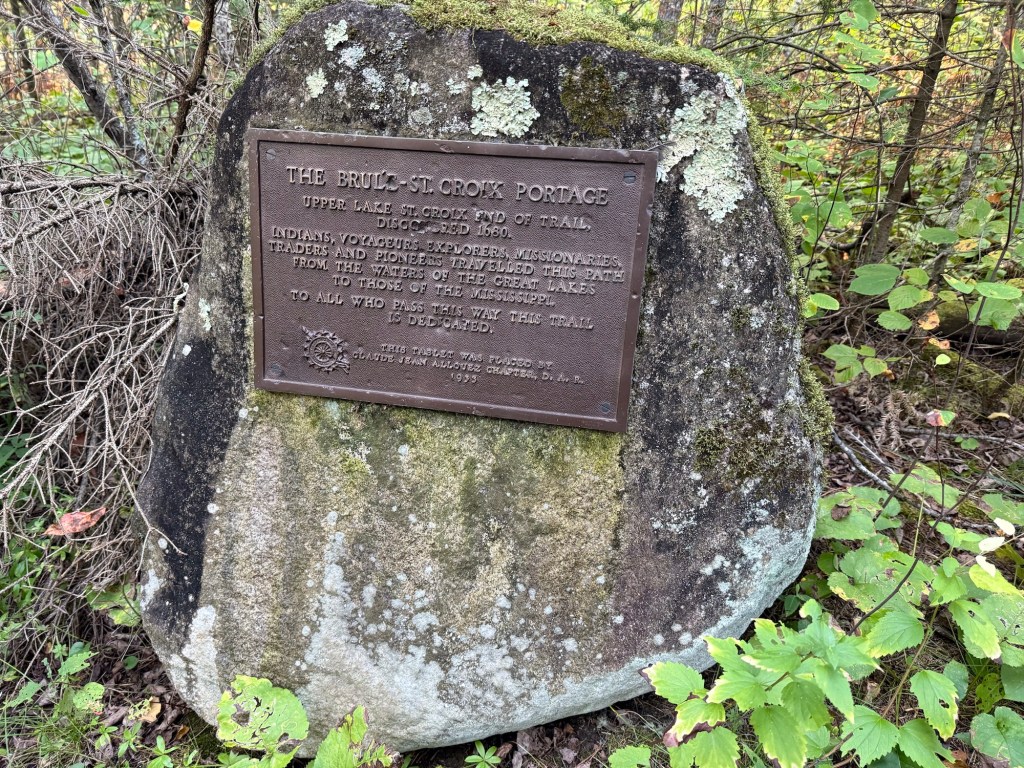 THE BRULE-ST. CROIX PORTAGE
UPPER LAKE ST. CROIX END OF TRAIL,
DISCOVERED 1680.
INDIANS, VOYAGEURS, EXPLORERS, MISSIONARIES,
TRADERS AND PIONEERS TRAVELLED THIS PATH
FROM THE WATERS OF THE GREAT LAKES
TO THOSE OF THE MISSISSIPPI.
TO ALL WHO PASS THIS WAY THIS TRAIL
IS DEDICATED.
THIS TABLET WAS PLACED BY
CLAUDE JEAN ALLOUEZ CHAPTER, D. A. R.
1933